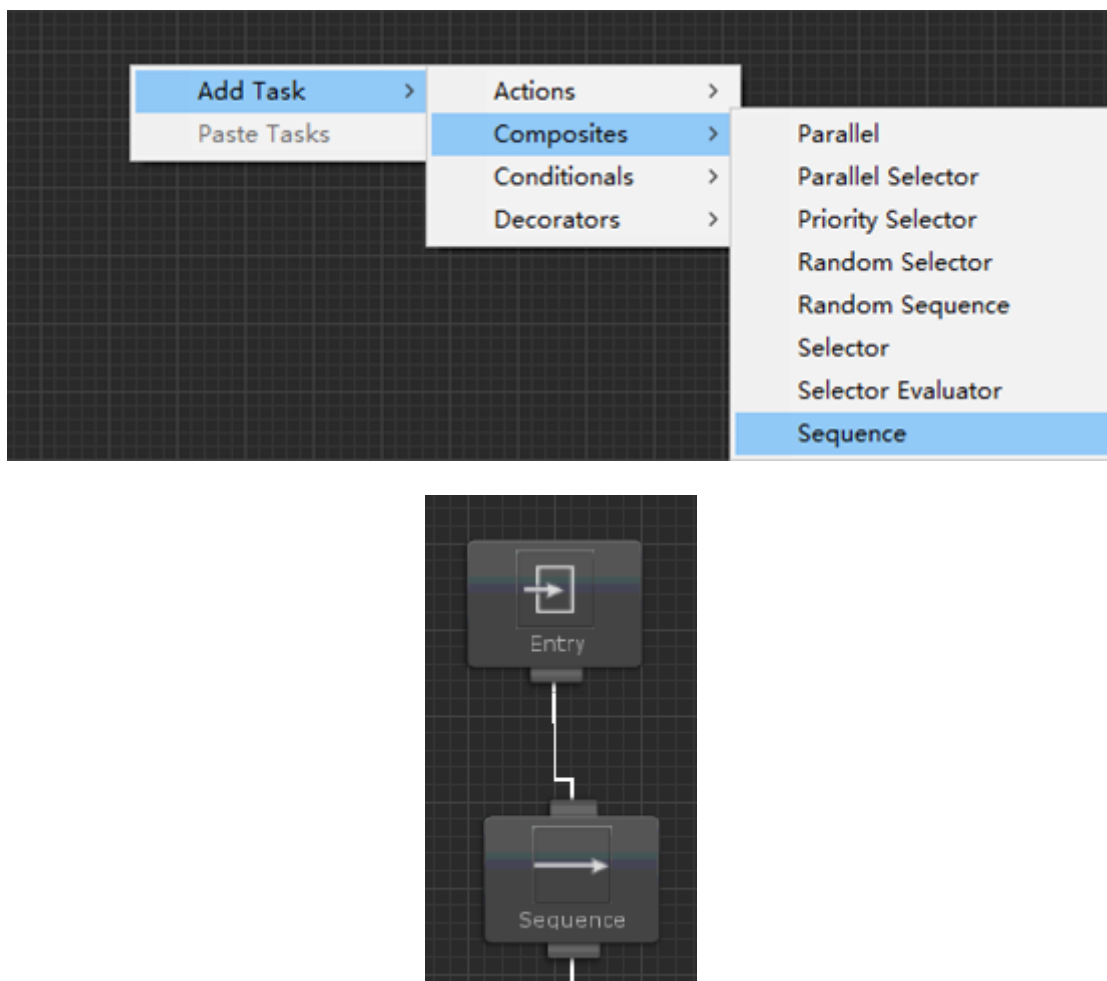 Add Task
Paste Tasks
Actions
Composites
Conditionals
Decorators
Parallel
Parallel Selector
Priority Selector
Random Selector
Random Sequence
Selector
Selector Evaluator
Sequence
Entry
Sequence